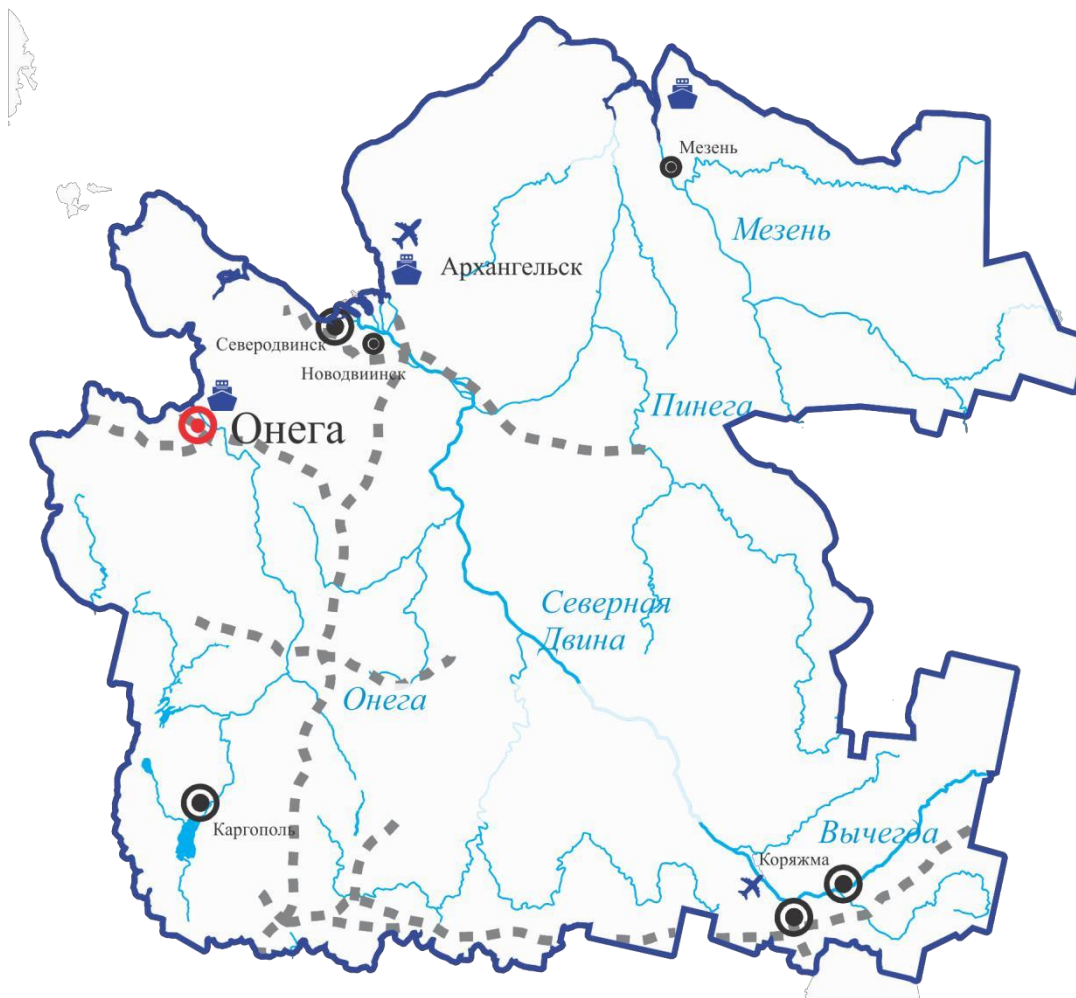 Мезень
Мезень
Архангельск
Северодвинск
Новодвиинск
Пинега
Онега
Северная
Двина
Онега
Каргополь
Вычегда
Коряжма